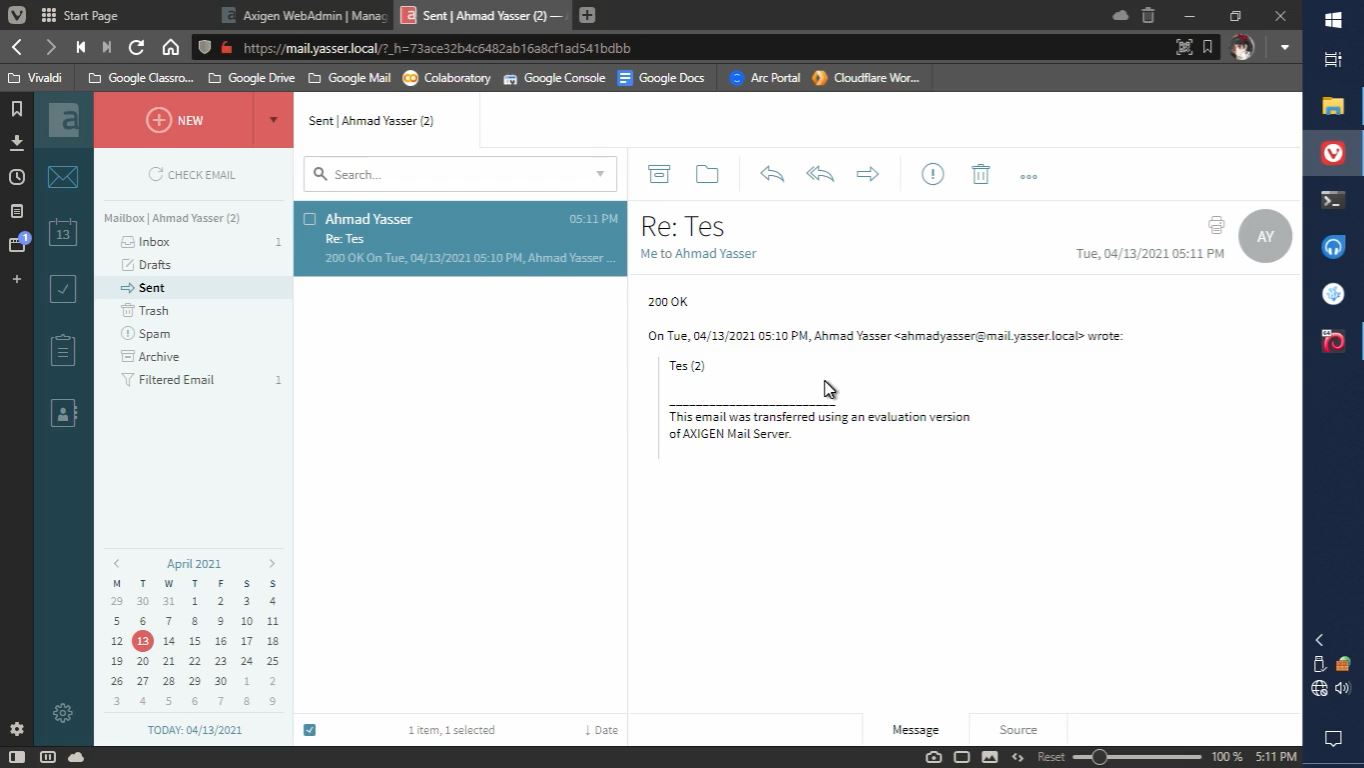 Start Page
Axigen WebAdmin | Manag
Sent | Ahmad Yasser (2) —
https://mail.yasser.local/?_h=73ace32b4c6482ab16a8cf1ad541bdbb
Vivaldi
Google Classro...
Google Drive
Google Mail
Colaboratory
Google Console
Google Docs
Arc Portal
Cloudflare Wor...
a
NEW
Sent | Ahmad Yasser (2)
CHECK EMAIL
Search...
13
1
Mailbox | Ahmad Yasser (2)
Inbox 1
Drafts
Sent
Trash
Spam
Archive
Filtered Email 1
Ahmad Yasser 05:11 PM
Re: Tes
200 OK On Tue, 04/13/2021 05:10 PM, Ahmad Yasser ...
Re: Tes
Me to Ahmad Yasser
Tue, 04/13/2021 05:11 PM
AY
200 OK
On Tue, 04/13/2021 05:10 PM, Ahmad Yasser <ahmadyasser@mail.yasser.local> wrote:
Tes (2)
_________________________
This email was transferred using an evaluation version
of AXIGEN Mail Server.
April 2021
M T W T F S S
29 30 31 1 2 3 4
5 6 7 8 9 10 11
12 13 14 15 16 17 18
19 20 21 22 23 24 25
26 27 28 29 30 1 2
3 4 5 6 7 8 9
TODAY: 04/13/2021
1 item, 1 selected
↓ Date
Message
Source
Reset
100 %
5:11 PM